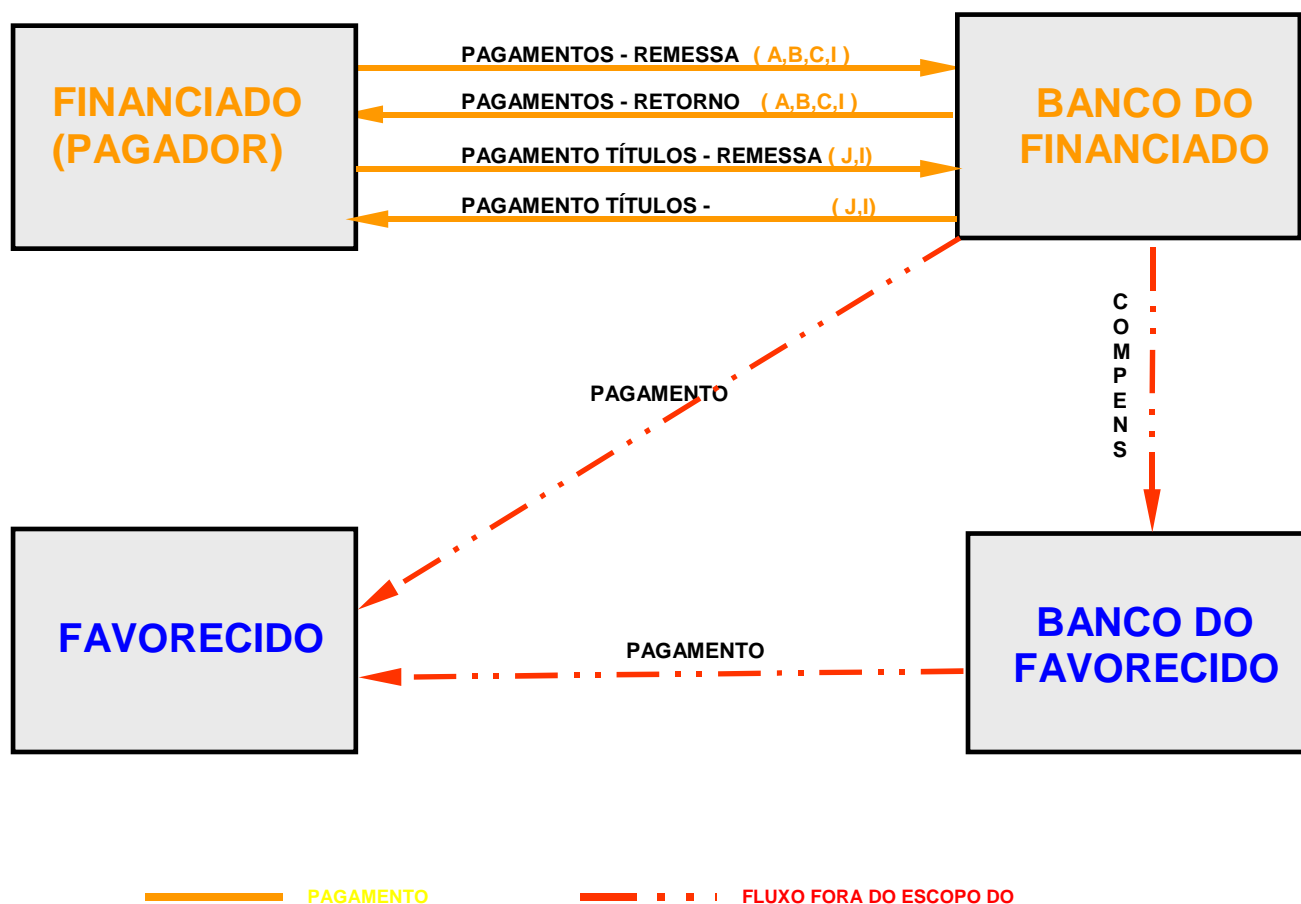 PAGAMENTOS - REMESSA ( A,B,C,I )
PAGAMENTOS - RETORNO ( A,B,C,I )
FINANCIADO
(PAGADOR)
BANCO DO
FINANCIADO
PAGAMENTO TÍTULOS - REMESSA ( J,I)
PAGAMENTO TÍTULOS - ( J,I)
C
O
M
P
E
N
S
PAGAMENTO
FAVORECIDO
PAGAMENTO
BANCO DO
FAVORECIDO
PAGAMENTO
FLUXO FORA DO ESCOPO DO